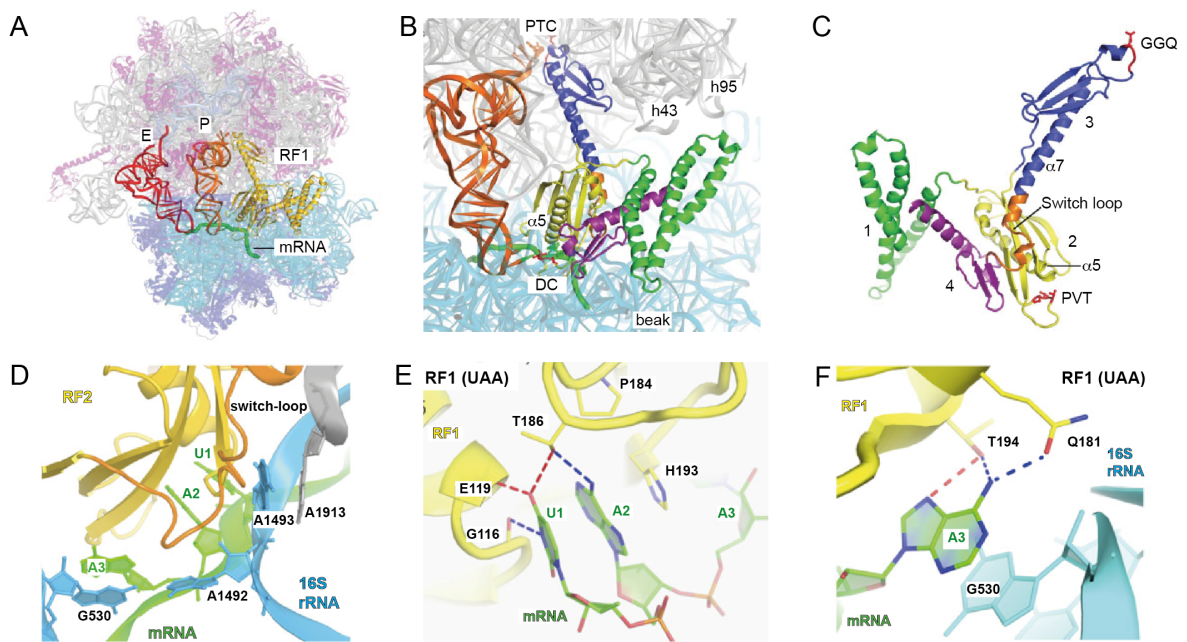 A
E
P
RF1
mRNA
B
PTC
h95
h43
α5
DC
beak
C
GGQ
3
α7
Switch loop
1
2
α5
4
PVT
D
RF2
switch-loop
U1
A2
A1493
A1913
A3
A1492
16S
rRNA
G530
mRNA
E
RF1 (UAA)
P184
T186
RF1
H193
E119
U1
A2
A3
G116
mRNA
F
RF1 (UAA)
RF1
T194
Q181
16S
rRNA
A3
G530
mRNA